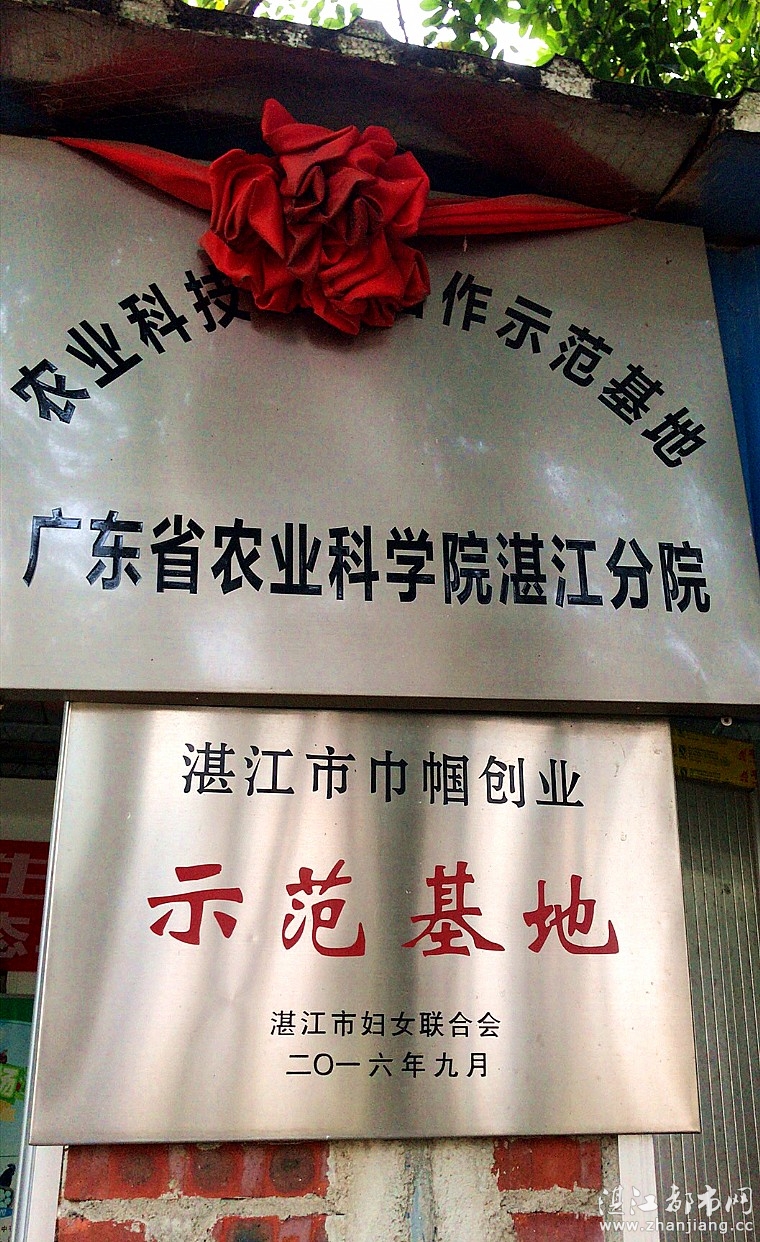 农业科技合作示范基地
广东省农业科学院湛江分院
湛江市巾帼创业
示范基地
湛江市妇女联合会
二〇一六年九月
湛江都市网
www.zhanjiang.cc